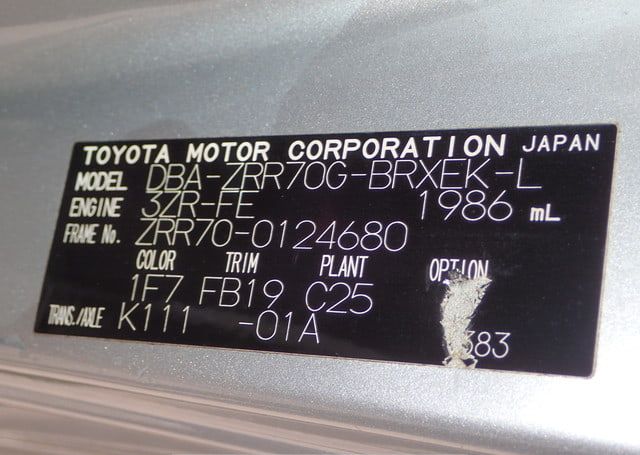 TOYOTA MOTOR CORPORATION JAPAN
MODEL DBA-ZRR70G-BRXEK-L
ENGINE 3ZR-FE 1986 mL
FRAME No. ZRR70-0124680
COLOR TRIM PLANT OPTION
1F7 FB19 C25
TRANS./AXLE K111 -01A 383